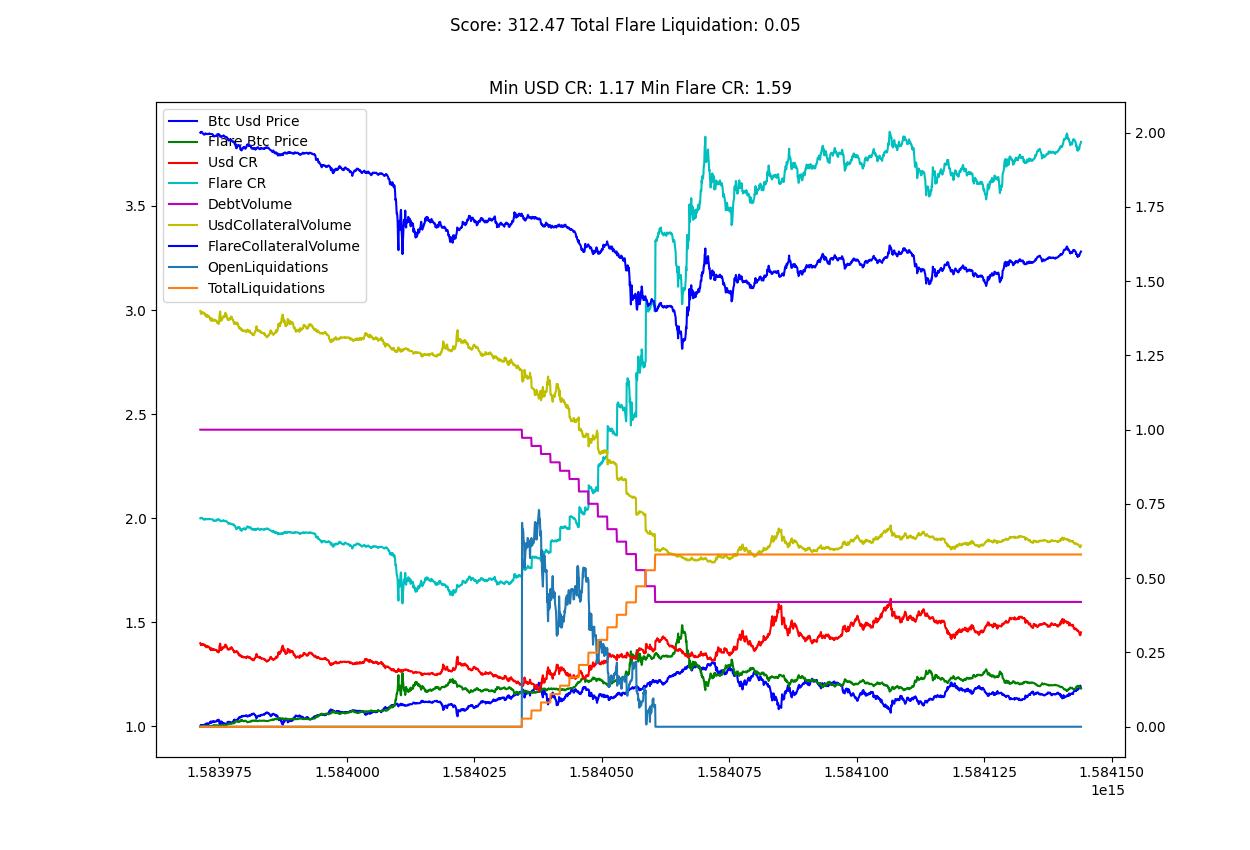 Score: 312.47 Total Flare Liquidation: 0.05
Min USD CR: 1.17 Min Flare CR: 1.59
Btc Usd Price
Flare Btc Price
Usd CR
Flare CR
DebtVolume
UsdCollateralVolume
FlareCollateralVolume
OpenLiquidations
TotalLiquidations
3.5
3.0
2.5
2.0
1.5
1.0
2.00
1.75
1.50
1.25
1.00
0.75
0.50
0.25
0.00
1.583975 1.584000 1.584025 1.584050 1.584075 1.584100 1.584125 1.584150
1e15